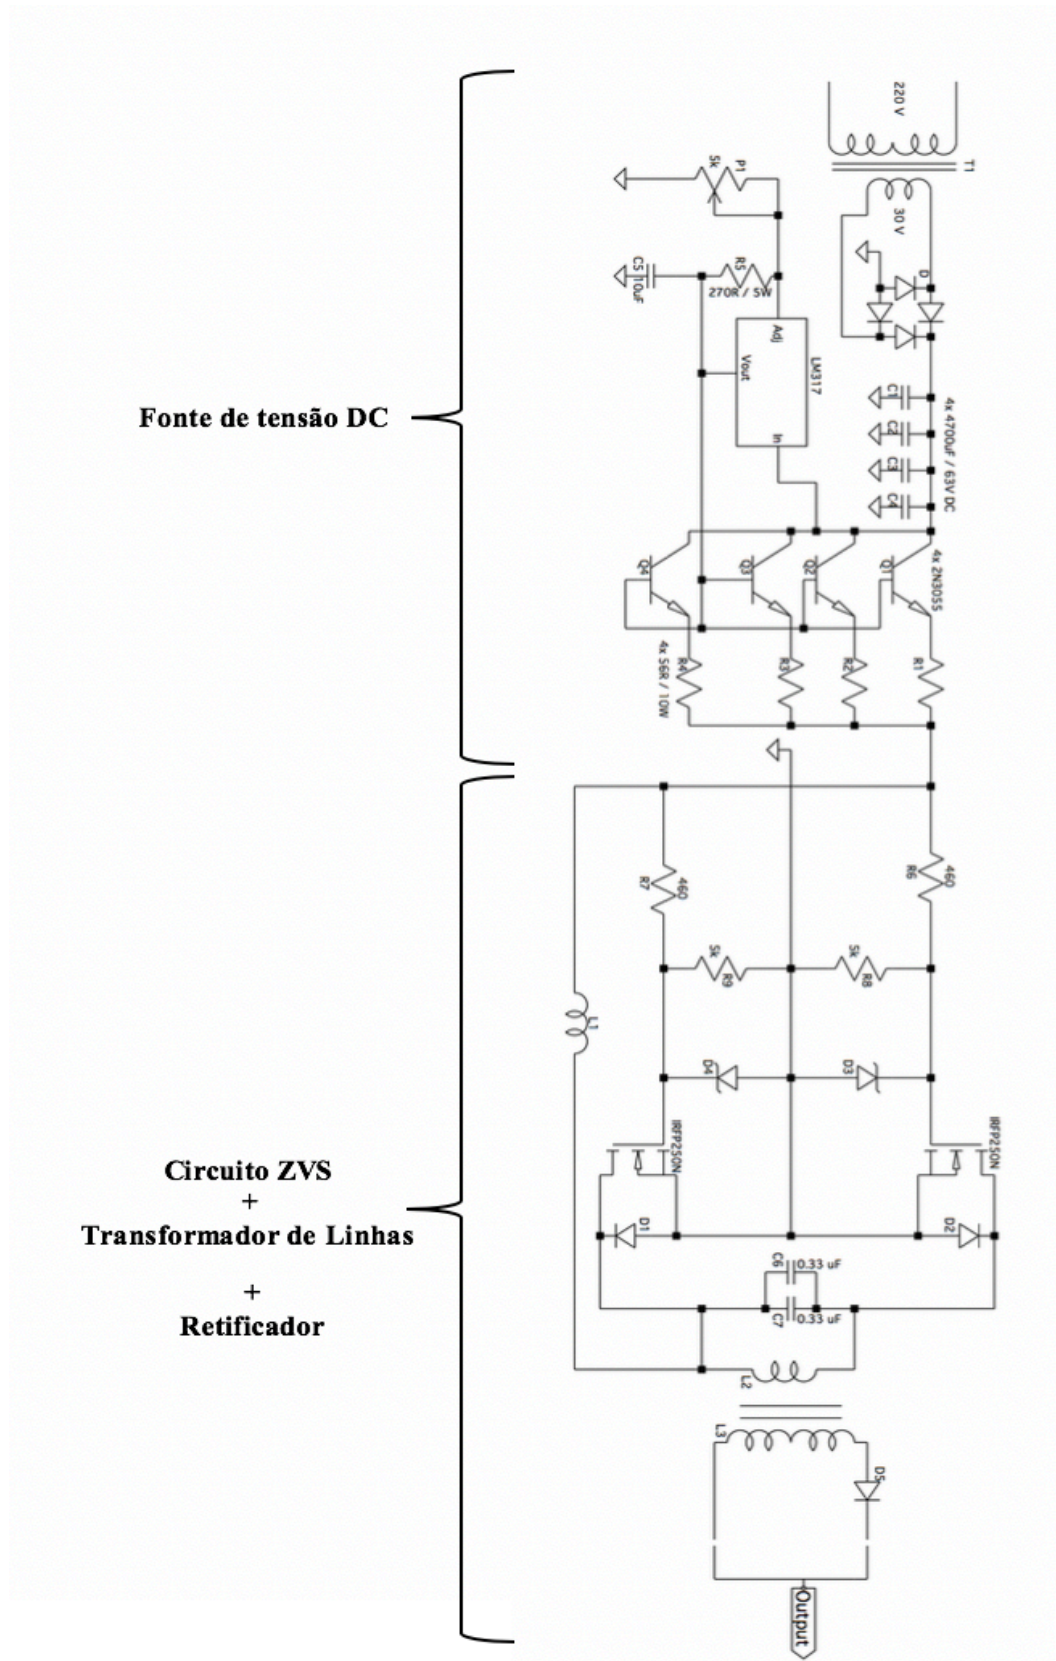 220 V
T1
30 V
P1
5k
D
C5 10uF
R5
270R / 5W
Adj
Vout
In
LM317
C1
C2
C3
C4
4x 4700uF / 63V DC
Q4
Q3
Q2
Q1
4x 2N3055
R4
R3
R2
R1
4x 56R / 10W
Fonte de tensão DC
R7
460
R6
460
5k
R9
5k
R8
L1
D4
D3
IRFP250N
IRFP250N
D1
D2
C6
0.33 uF
C7
0.33 uF
L2
L3
D5
Output
Circuito ZVS
+
Transformador de Linhas
+
Retificador